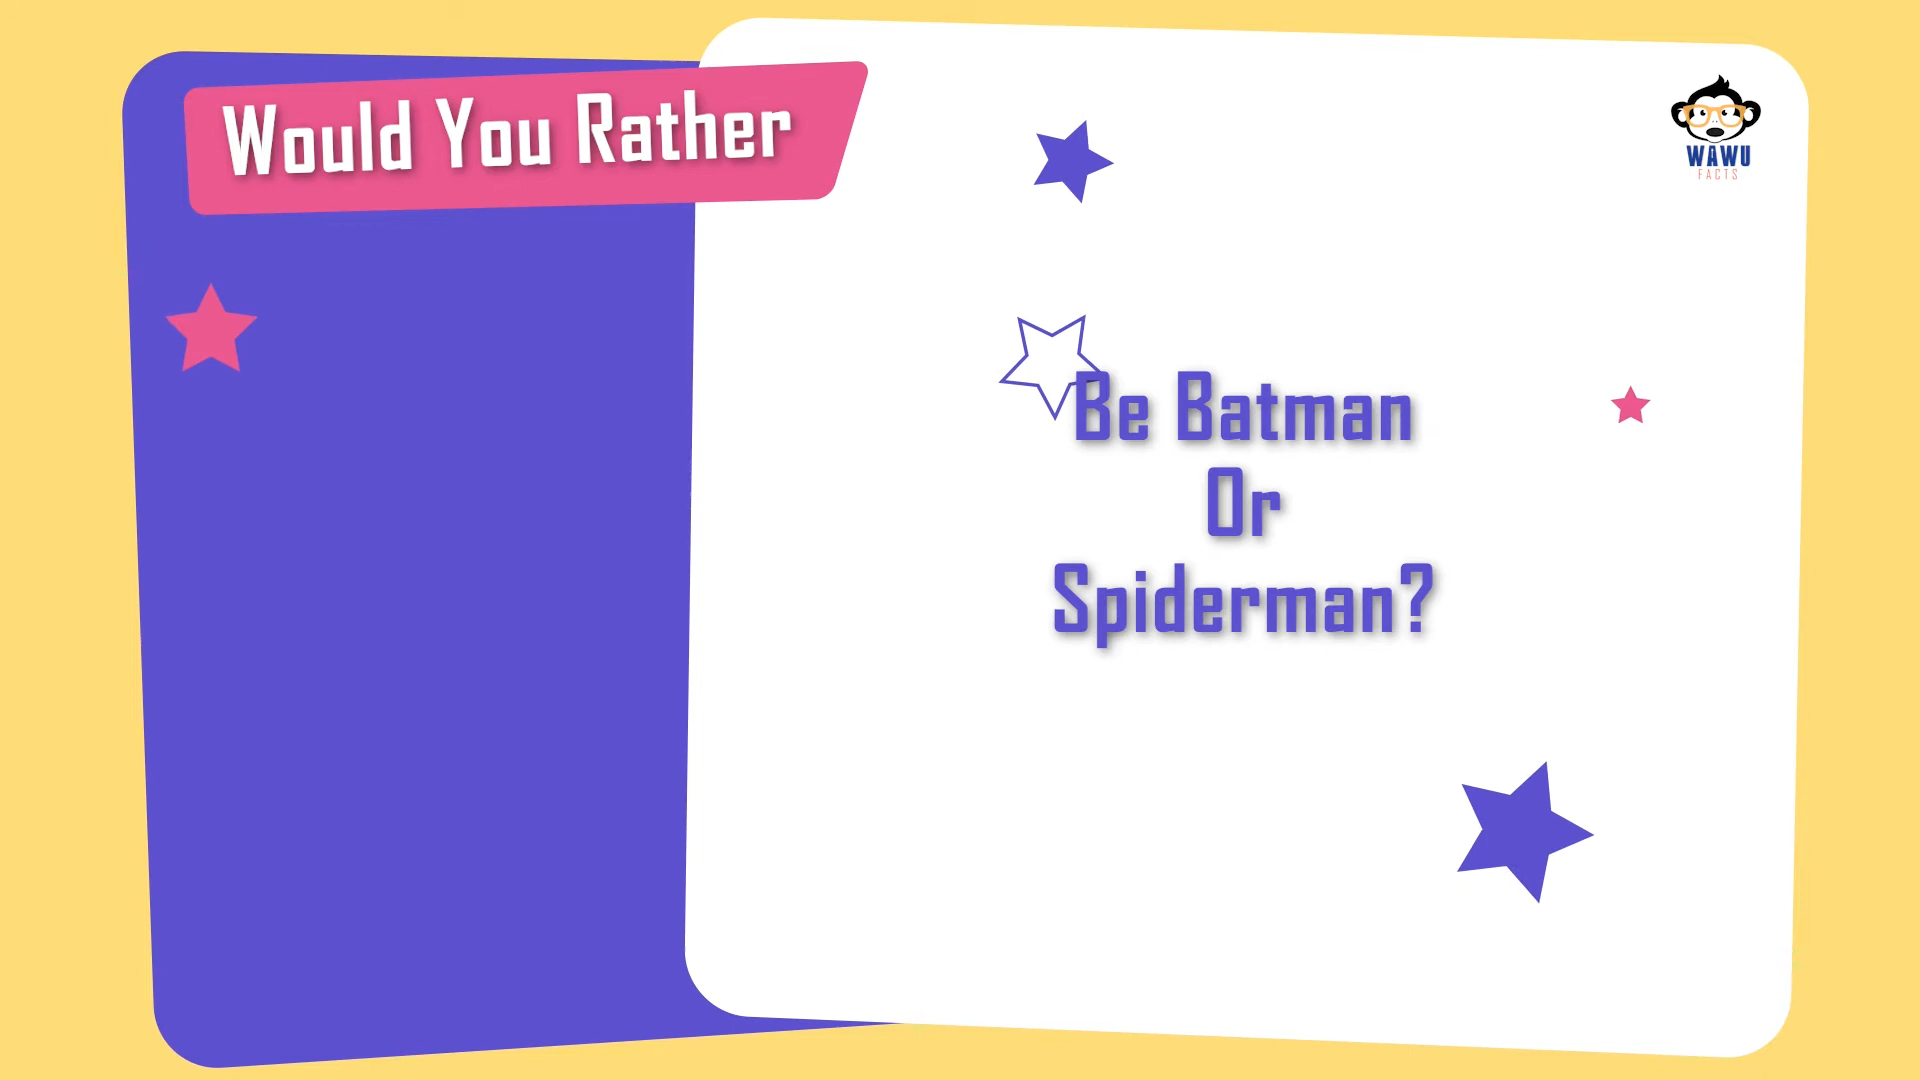 Would You Rather
WAWU
FACTS
Be Batman
Or
Spiderman?